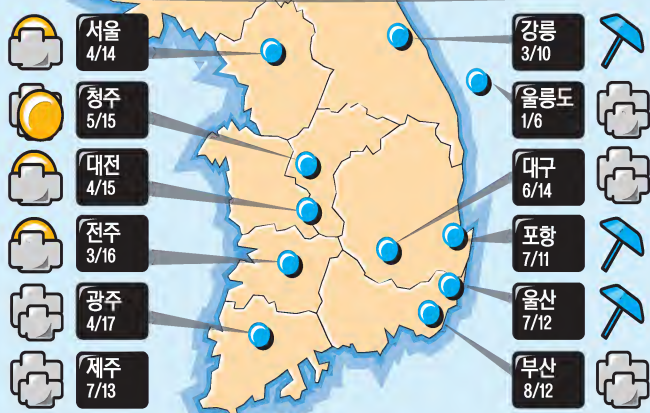 서울
4/14
청주
5/15
대전
4/15
전주
3/16
광주
4/17
제주
7/13
강릉
3/10
울릉도
1/6
대구
6/14
포항
7/11
울산
7/12
부산
8/12